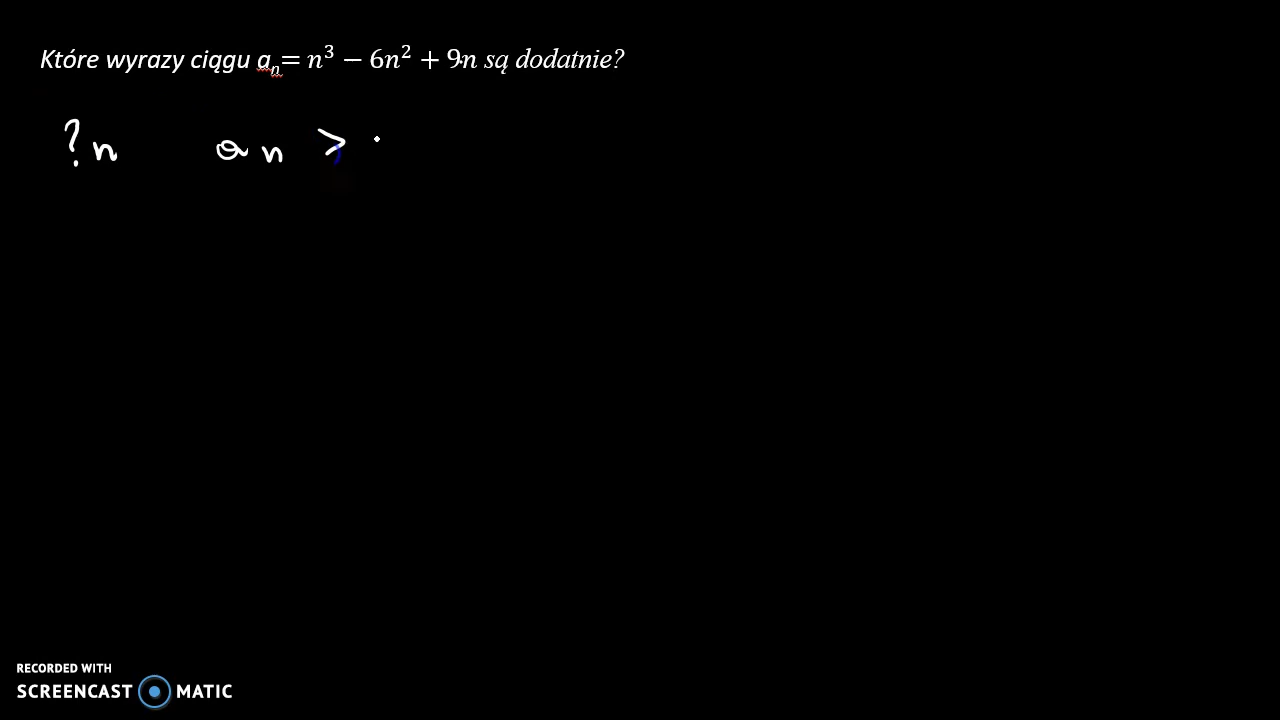 Które wyrazy ciągu aₙ= n³ − 6n² + 9n są dodatnie?
?n aₙ >
RECORDED WITH
SCREENCAST MATIC